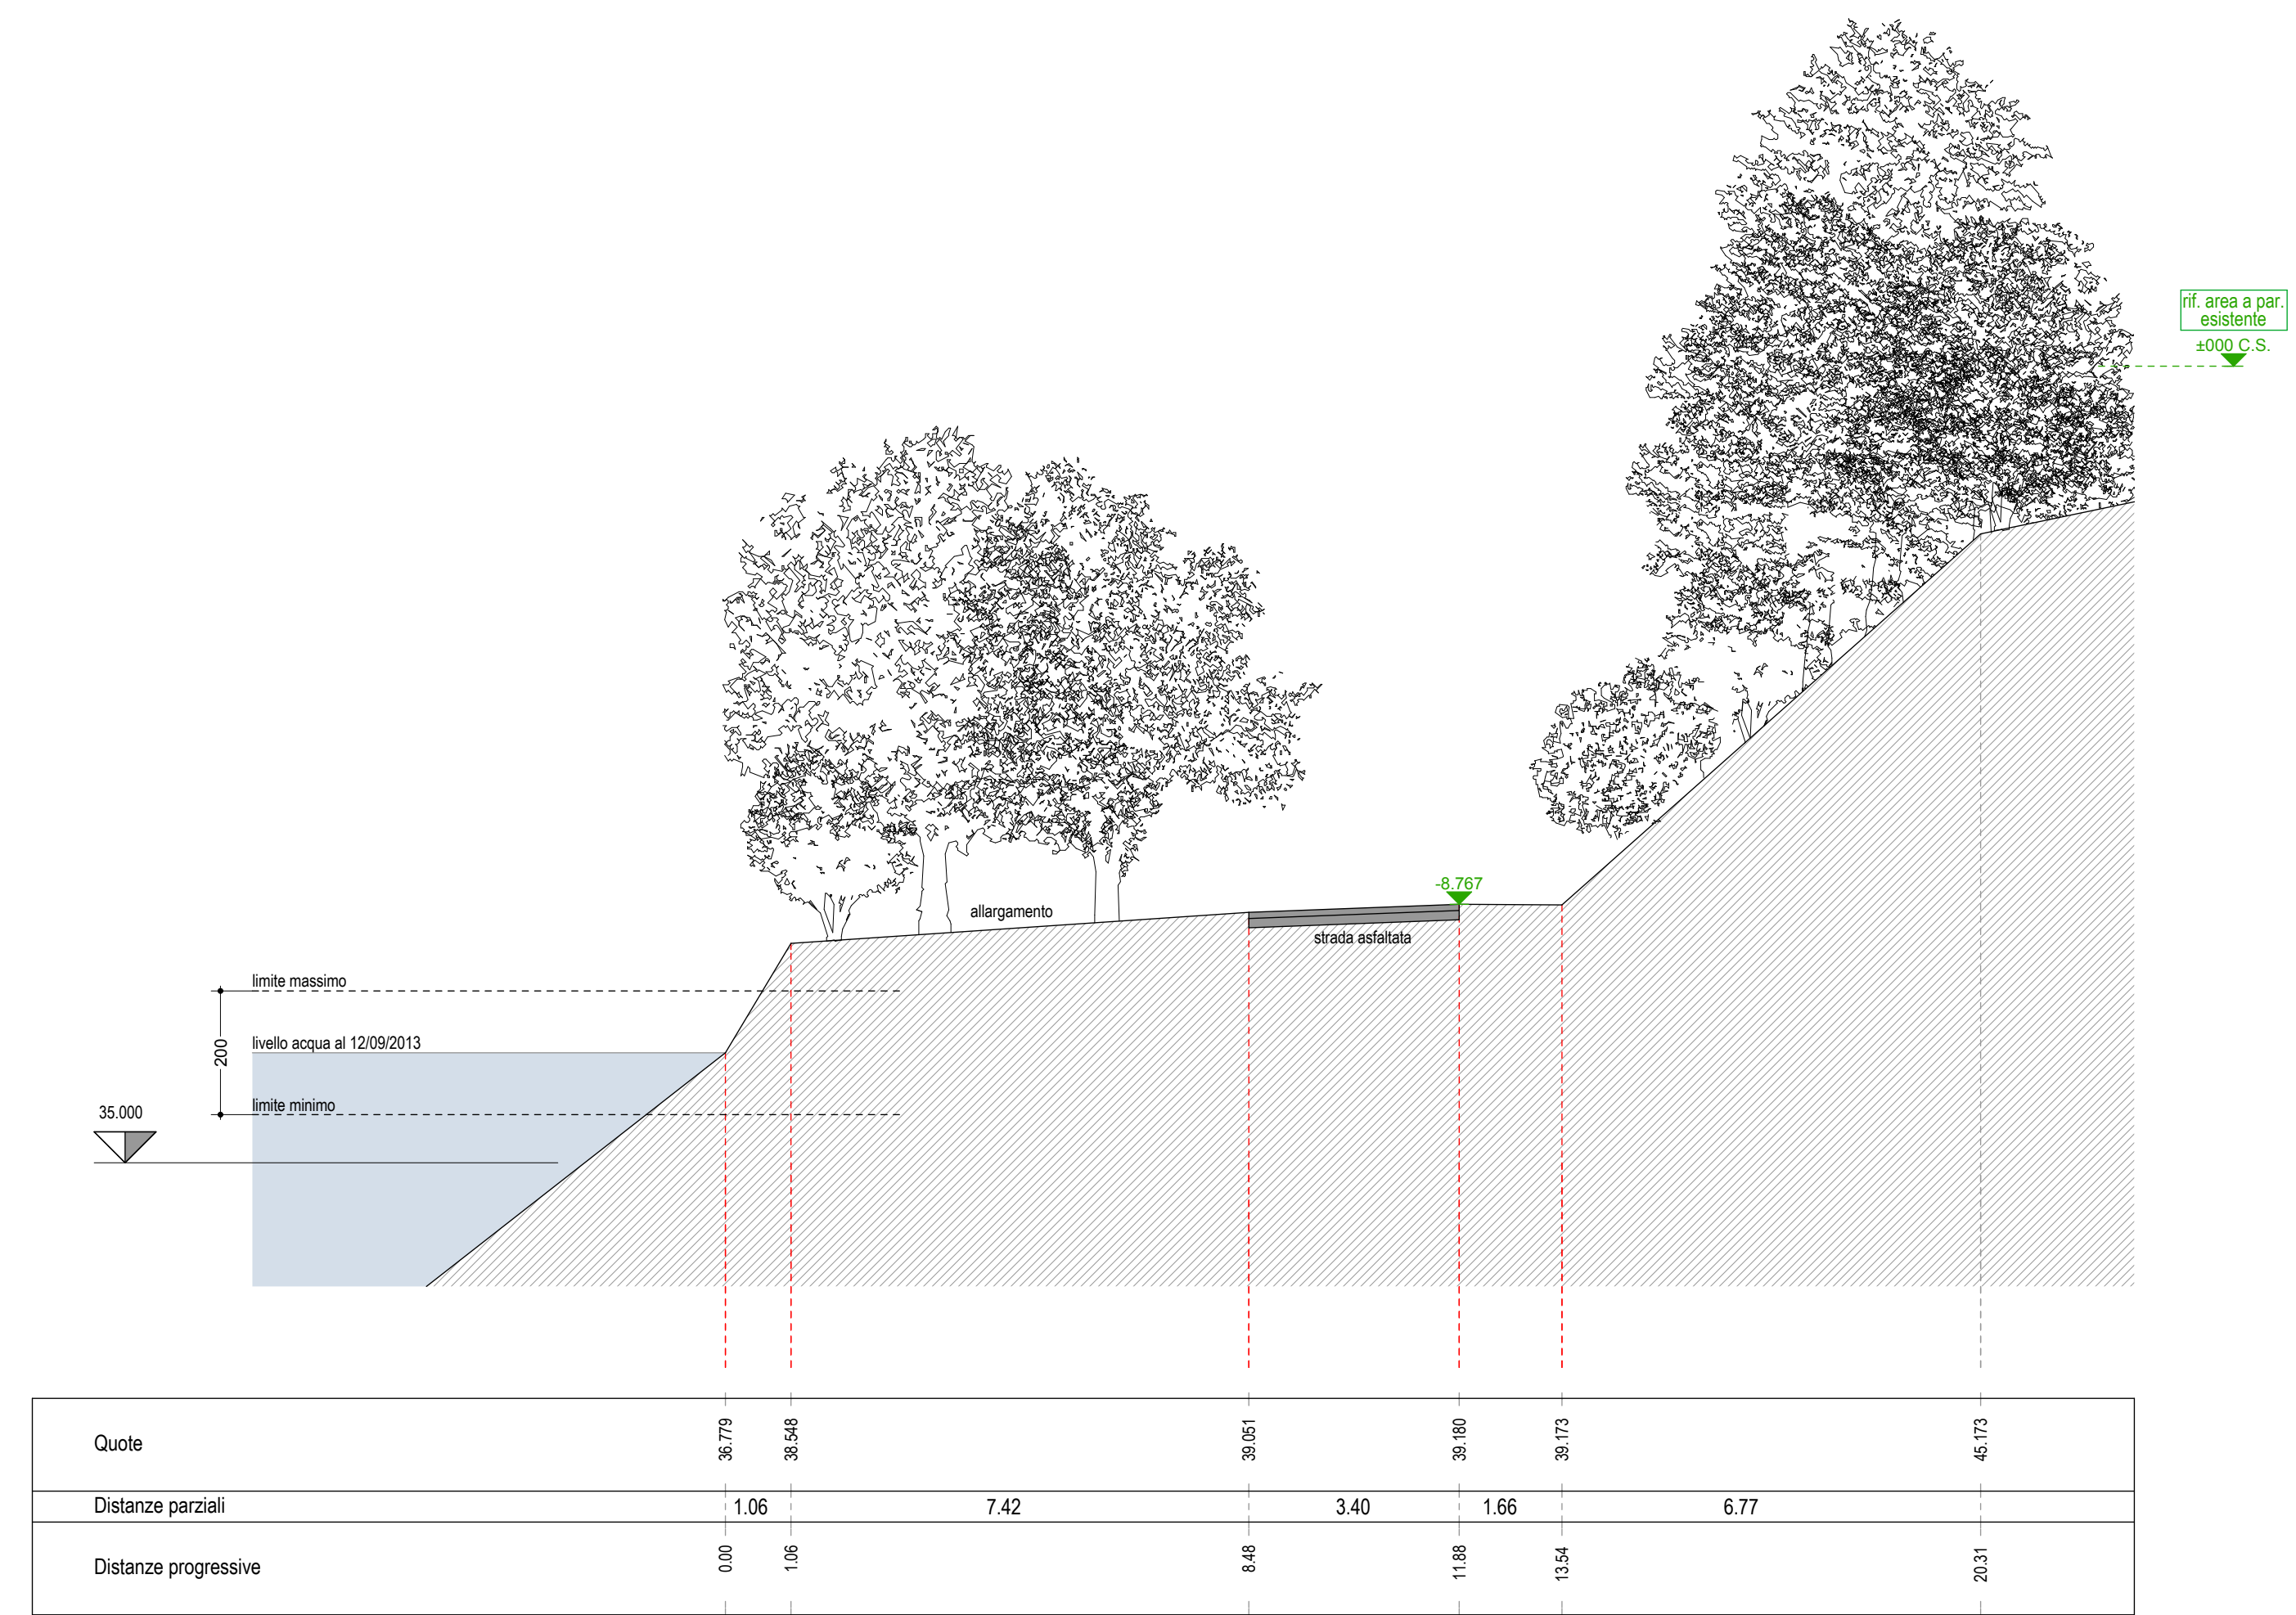 rif. area a par.
esistente
±000 C.S.
-8.767
allargamento
strada asfaltata
limite massimo
livello acqua al 12/09/2013
200
limite minimo
35.000
Quote 36.779 38.548 39.051 39.180 39.173 45.173
Distanze parziali 1.06 7.42 3.40 1.66 6.77
Distanze progressive 0.00 1.06 8.48 11.88 13.54 20.31